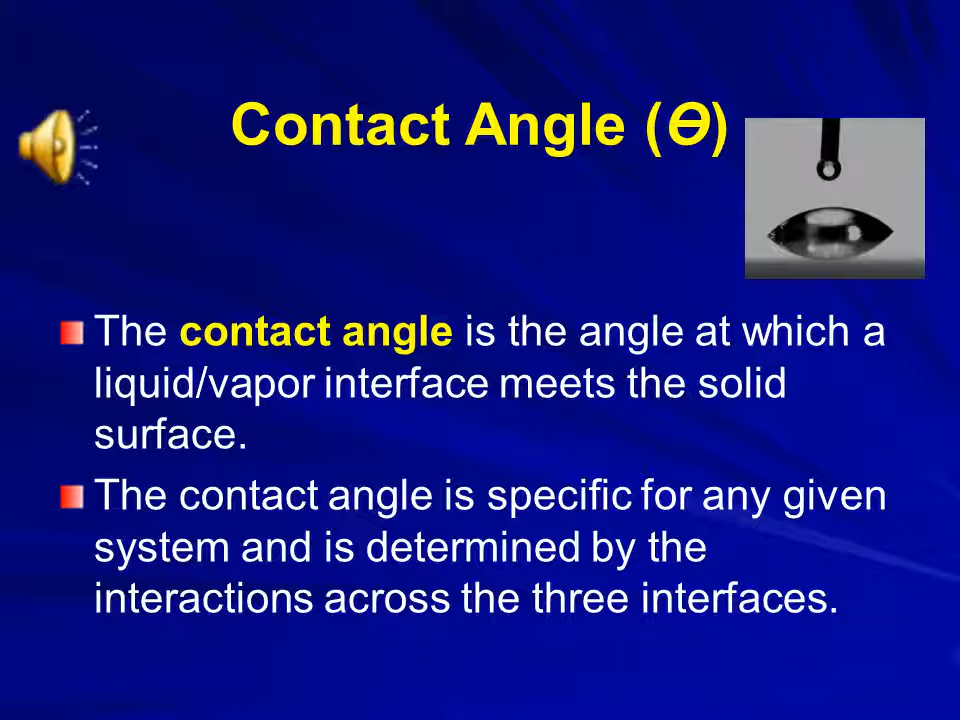 Contact Angle (Ɵ)
The contact angle is the angle at which a
liquid/vapor interface meets the solid
surface.
The contact angle is specific for any given
system and is determined by the
interactions across the three interfaces.